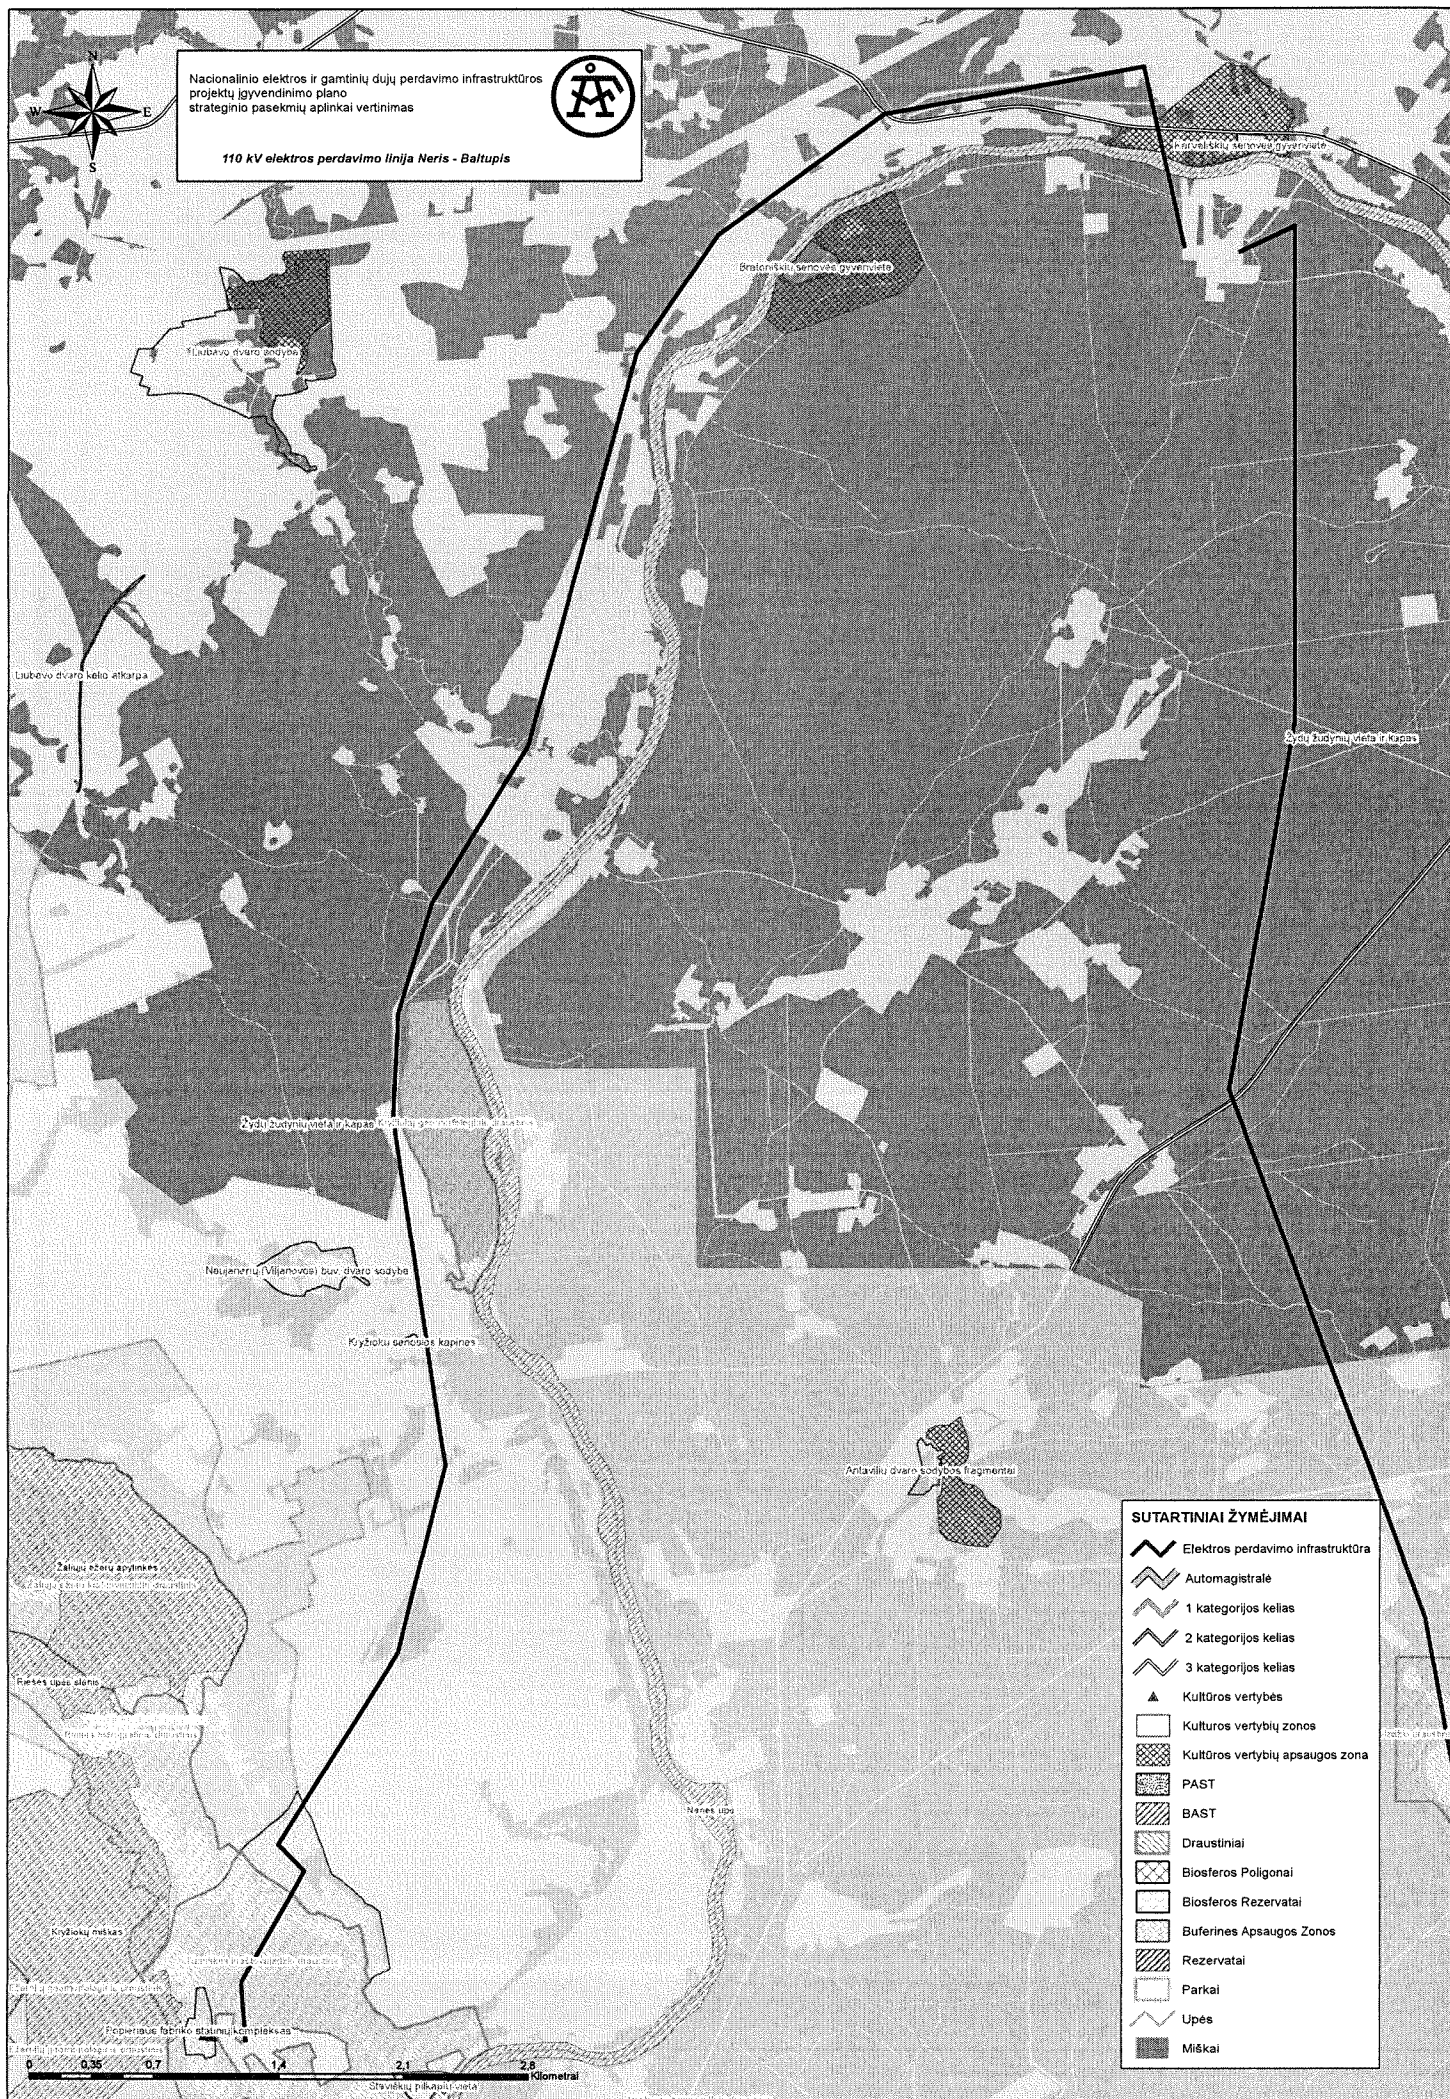 N
W
E
S
Nacionalinio elektros ir gamtinių dujų perdavimo infrastruktūros
projektų įgyvendinimo plano
strateginio pasekmių aplinkai vertinimas
110 kV elektros perdavimo linija Neris - Baltupis
Karveliškių senovės gyvenvietė
Bratoniškių senovės gyvenvietė
Liubavo dvaro sodyba
Liubavo dvaro kelio atkarpa
Žydų žudynių vieta ir kapas
Žydų žudynių vieta ir kapas
Naujanerių (Viljanovos) buv. dvaro sodyba
Kryžiokų senosios kapinės
Antavilių dvaro sodybos fragmentai
Žaliųjų ežerų apylinkės
Riešės upės slėnis
Neries upė
Kryžiokų miškas
Popieriaus fabriko statinių kompleksas
0
0,35
0,7
1,4
2,1
2,8
Kilometrai
Staviškių pilkapių vieta
SUTARTINIAI ŽYMĖJIMAI
Elektros perdavimo infrastruktūra
Automagistralė
1 kategorijos kelias
2 kategorijos kelias
3 kategorijos kelias
Kultūros vertybės
Kultūros vertybių zonos
Kultūros vertybių apsaugos zona
PAST
BAST
Draustiniai
Biosferos Poligonai
Biosferos Rezervatai
Buferines Apsaugos Zonos
Rezervatai
Parkai
Upės
Miškai